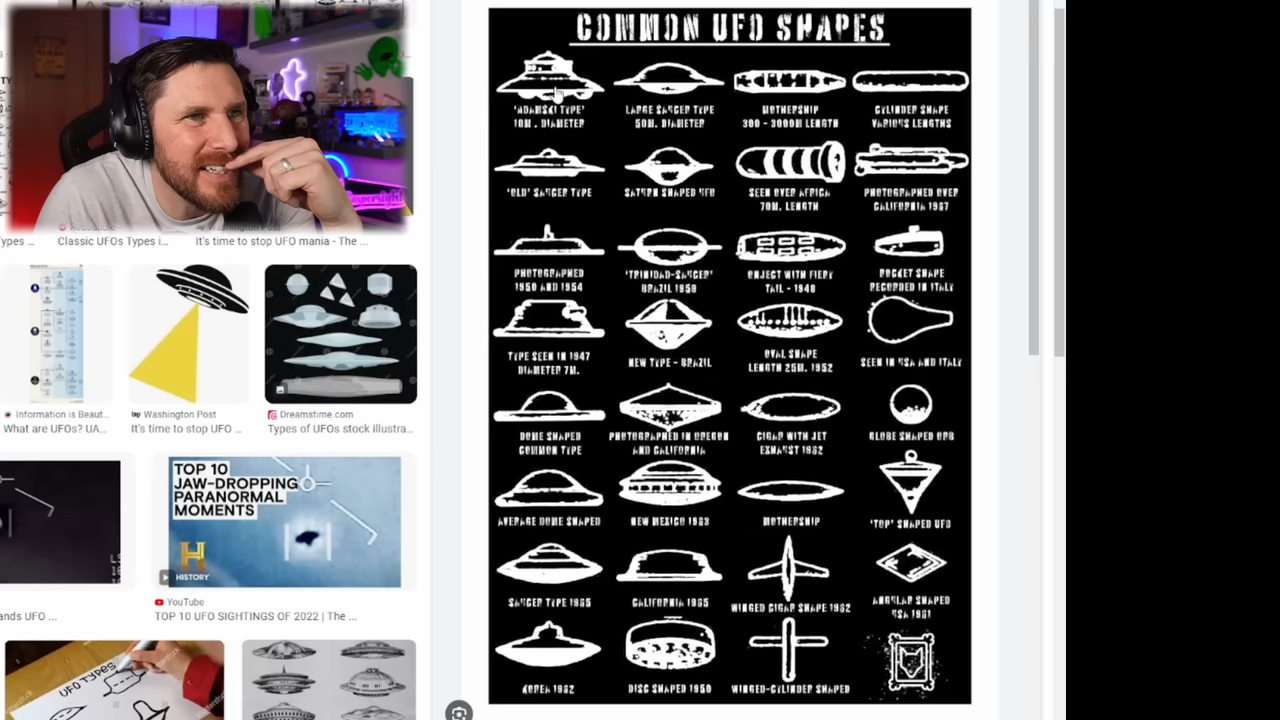 COMMON UFO SHAPES
'ADAMSKI TYPE'
10M. DIAMETER
LARGE SAUCER TYPE
50M. DIAMETER
MOTHERSHIP
300 - 3000M LENGTH
CYLINDER SHAPE
VARIOUS LENGTHS
'OLD' SAUCER TYPE
SATURN SHAPED UFO
SEEN OVER AFRICA
70M. LENGTH
PHOTOGRAPHED OVER
CALIFORNIA 1967
PHOTOGRAPHED
1950 AND 1954
'TRINIDAD-SAUCER'
BRAZIL 1958
OBJECT WITH FIERY
TAIL - 1948
ROCKET SHAPE
RECORDED IN ITALY
TYPE SEEN IN 1947
DIAMETER 7M.
NEW TYPE - BRAZIL
OVAL SHAPE
LENGTH 25M. 1952
SEEN IN USA AND ITALY
DOME SHAPED
COMMON TYPE
PHOTOGRAPHED IN OREGON
AND CALIFORNIA
CIGAR WITH JET
EXHAUST 1962
GLOBE SHAPED ORB
AVERAGE DOME SHAPED
NEW MEXICO 1963
MOTHERSHIP
'TOP' SHAPED UFO
SAUCER TYPE 1965
CALIFORNIA 1965
WINGED CIGAR SHAPE 1962
ANGULAR SHAPED
USA 1961
KOREA 1962
DISC SHAPED 1950
WINGED-CYLINDER SHAPED
Types ...
Classic UFOs Types i...
Washington Post
It's time to stop UFO mania - The ...
Information is Beaut...
What are UFOs? UA...
Washington Post
It's time to stop UFO ...
Dreamstime.com
Types of UFOs stock illustra...
TOP 10
JAW-DROPPING
PARANORMAL
MOMENTS
H
HISTORY
ands UFO ...
YouTube
TOP 10 UFO SIGHTINGS OF 2022 | The ...
UFO TYPES